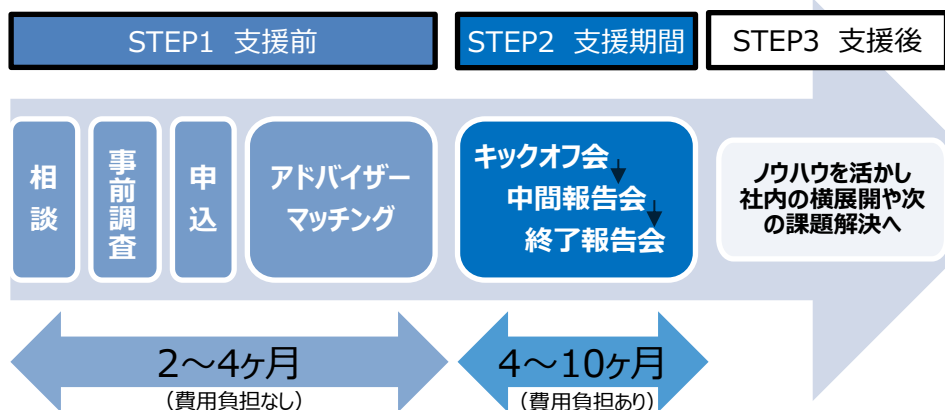 STEP1 支援前
STEP2 支援期間
STEP3 支援後
相談
事前調査
申込
アドバイザー
マッチング
キックオフ会
中間報告会
終了報告会
ノウハウを活かし
社内の横展開や次
の課題解決へ
2～4ヶ月
（費用負担なし）
4～10ヶ月
（費用負担あり）